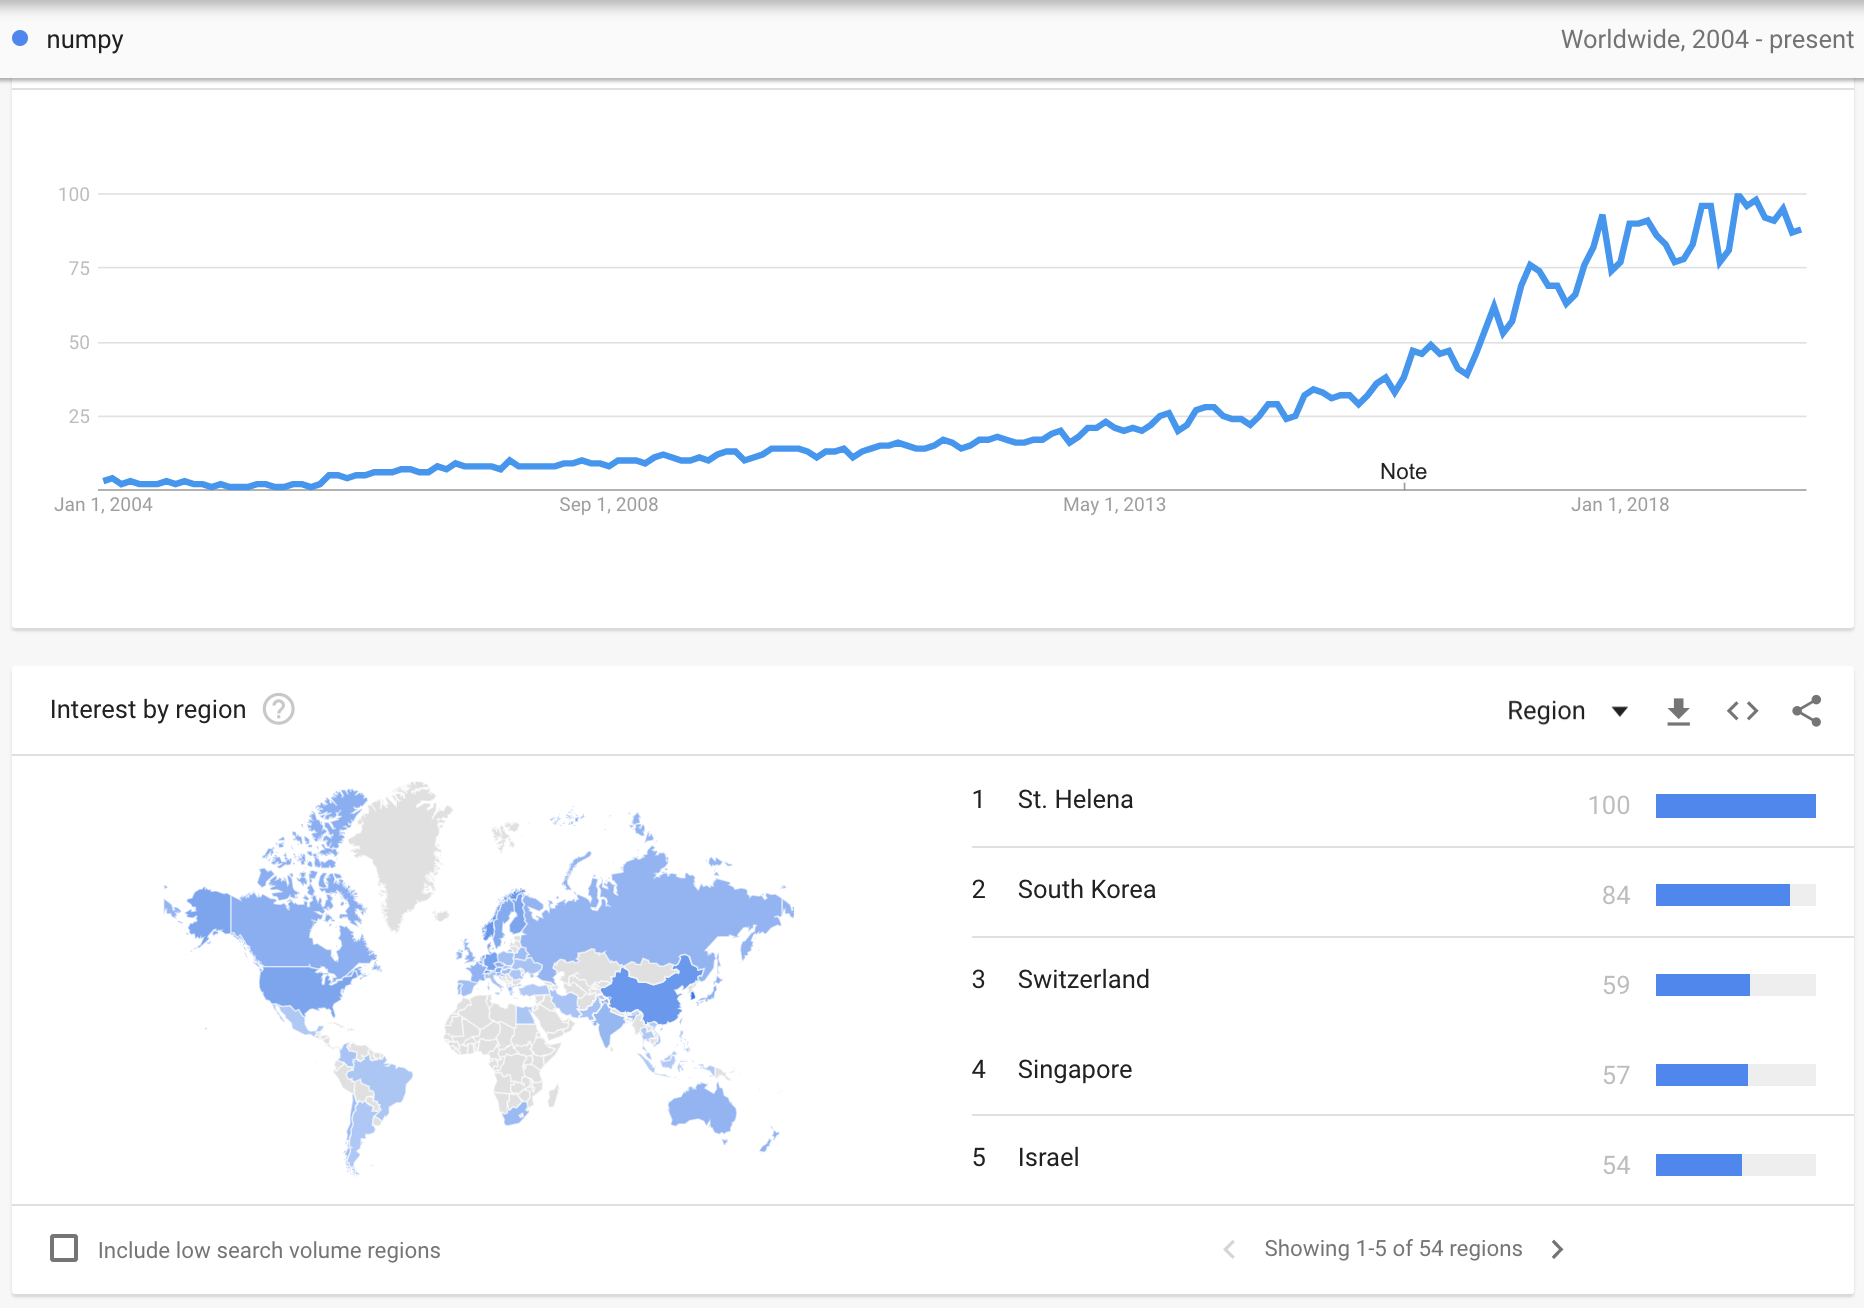 numpy
Worldwide, 2004 - present
100
75
50
25
Note
Jan 1, 2004
Sep 1, 2008
May 1, 2013
Jan 1, 2018
Interest by region
?
Region
1 St. Helena 100
2 South Korea 84
3 Switzerland 59
4 Singapore 57
5 Israel 54
Include low search volume regions
Showing 1-5 of 54 regions